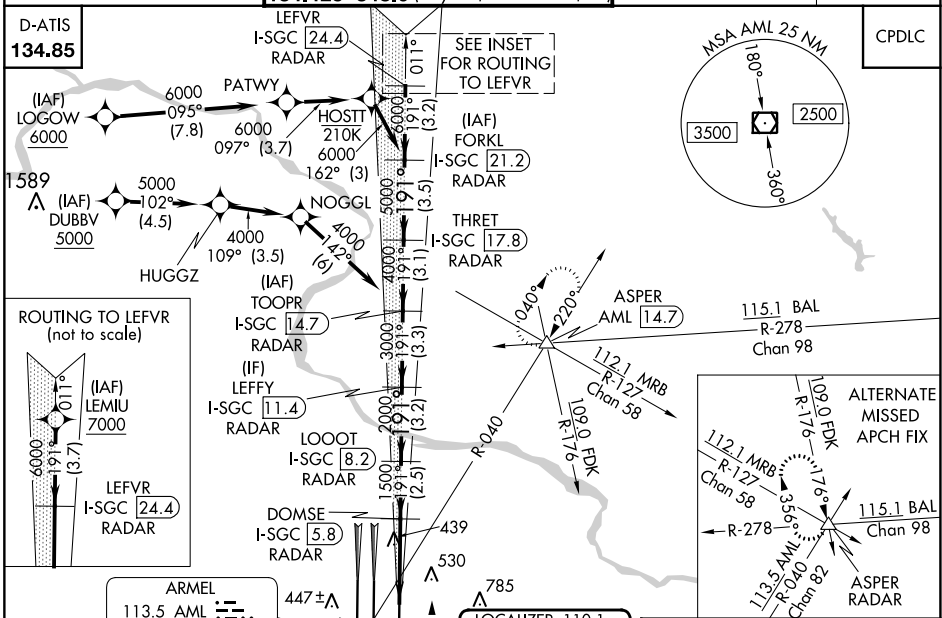 D-ATIS
134.85
LEFVR
I-SGC 24.4
RADAR
011°
SEE INSET
FOR ROUTING
TO LEFVR
CPDLC
MSA AML 25 NM
180°
3500
2500
360°
(IAF)
LOGOW
6000
6000
095°
(7.8)
PATWY
6000
097° (3.7)
HOSTT
210K
6000
162° (3)
6000
191°
(3.2)
(IAF)
FORKL
I-SGC 21.2
RADAR
1589
(IAF)
DUBBV
5000
5000
102°
(4.5)
HUGGZ
4000
109° (3.5)
NOGGL
4000
142°
(6)
5000
191°
(3.5)
THRET
I-SGC 17.8
RADAR
4000
191°
(3.1)
(IAF)
TOOPR
I-SGC 14.7
RADAR
3000
191°
(3.3)
(IF)
LEFFY
I-SGC 11.4
RADAR
2000
191°
(3.2)
LOOOT
I-SGC 8.2
RADAR
1500
191°
(2.5)
DOMSE
I-SGC 5.8
RADAR
040°
220°
ASPER
AML 14.7
115.1 BAL
R-278
Chan 98
112.1 MRB
R-127
Chan 58
109.0 FDK
R-176
R-040
ROUTING TO LEFVR
(not to scale)
011°
(IAF)
LEMIU
7000
6000
191°
(3.7)
LEFVR
I-SGC 24.4
RADAR
ALTERNATE
MISSED
APCH FIX
109.0 FDK
R-176
112.1 MRB
R-127
Chan 58
176°
356°
R-278
115.1 BAL
Chan 98
113.5 AML
R-040
Chan 82
ASPER
RADAR
439
530
785
447±
ARMEL
113.5 AML
LOCALIZER 110.1